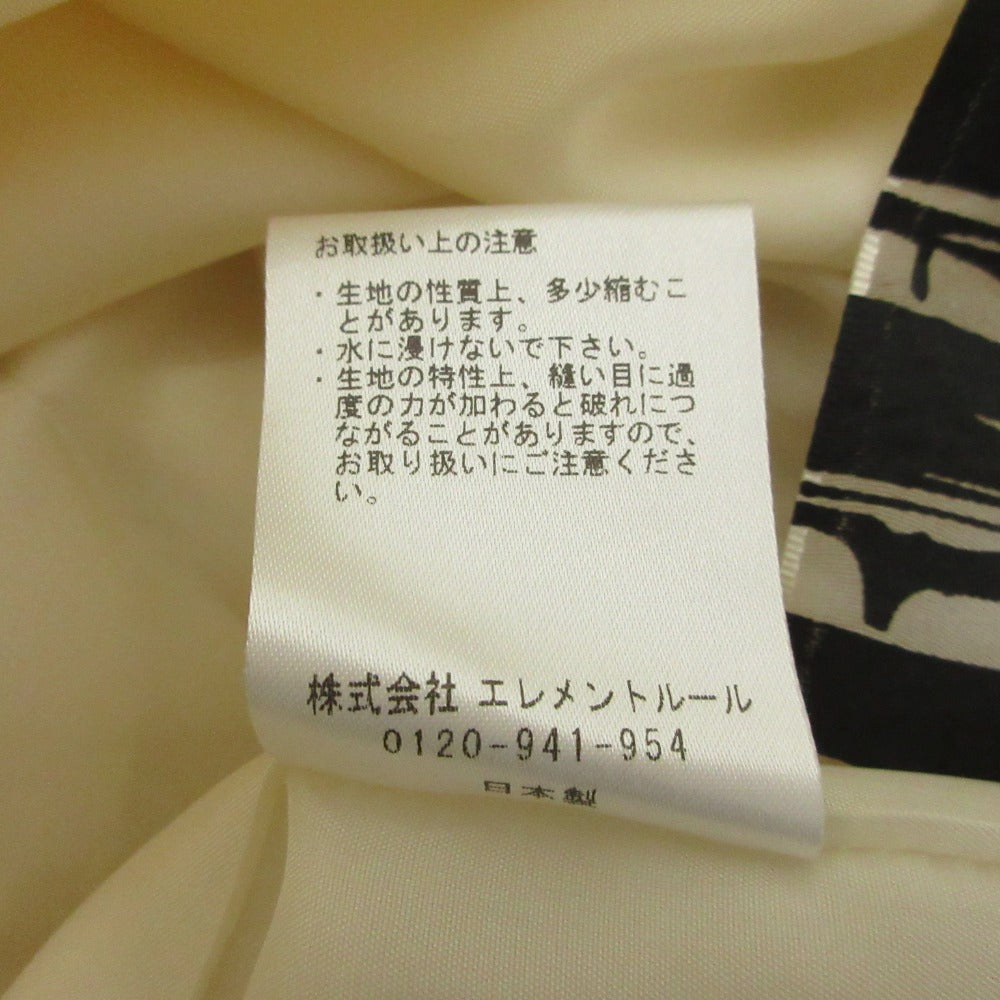 お取扱い上の注意
・生地の性質上、多少縮むこ
とがあります。
・水に浸けないで下さい。
・生地の特性上、縫い目に過
度の力が加わると破れにつ
ながることがありますので、
お取り扱いにご注意くださ
い。
株式会社 エレメントルール
0120-941-954
日本製